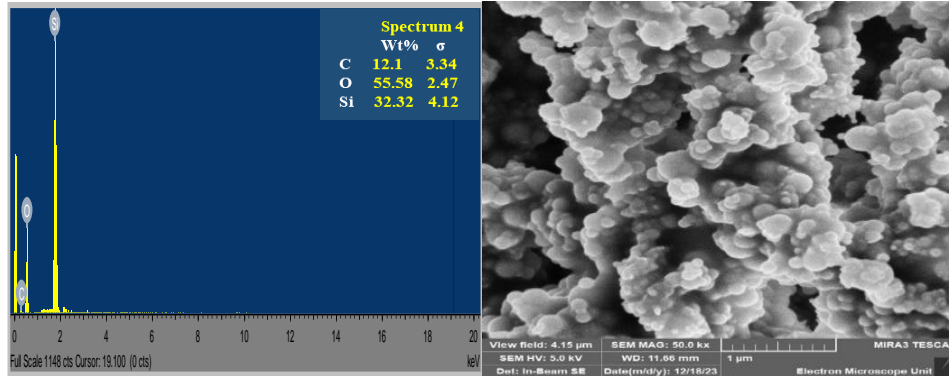 Si
O
C
Spectrum 4
Wt% σ
C 12.1 3.34
O 55.58 2.47
Si 32.32 4.12
0 2 4 6 8 10 12 14 16 18 20
Full Scale 1148 cts Cursor: 19.100 (0 cts) keV
View field: 4.15 µm SEM MAG: 50.0 kx MIRA3 TESCA
SEM HV: 5.0 kV WD: 11.66 mm 1 µm
Det: In-Beam SE Date(m/d/y): 12/18/23 Electron Microscope Unit